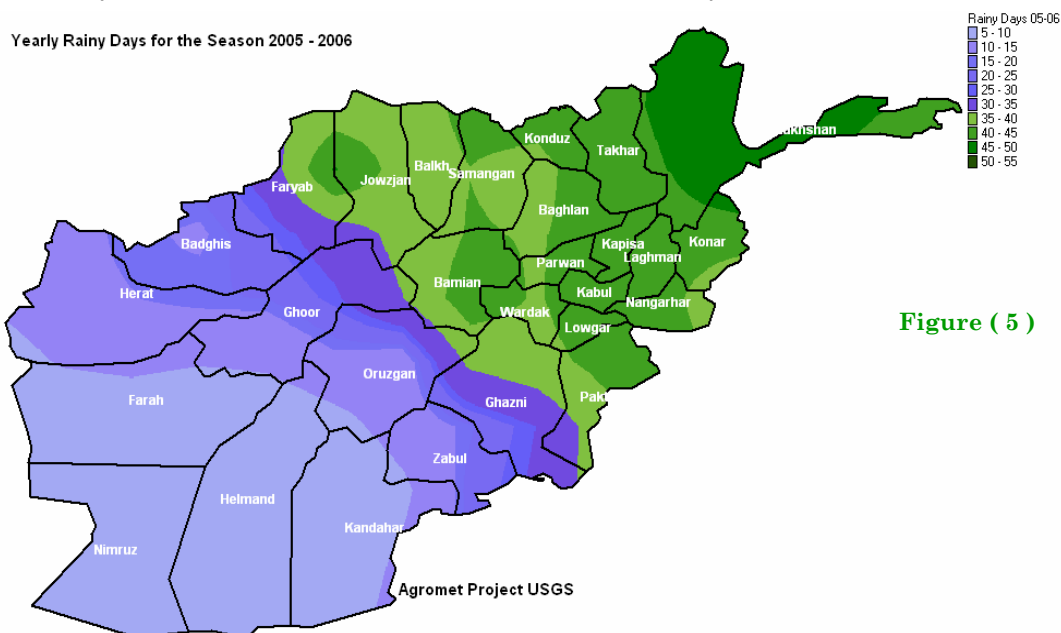 Yearly Rainy Days for the Season 2005 - 2006
Rainy Days 05-06
5 - 10
10 - 15
15 - 20
20 - 25
25 - 30
30 - 35
35 - 40
40 - 45
45 - 50
50 - 55
Konduz
Takhar
Balkh
Samangan
Jowzjan
Faryab
Baghlan
Badghis
Kapisa
Konar
Laghman
Parwan
Bamian
Herat
Kabul
Nangarhar
Ghoor
Wardak
Lowgar
Figure ( 5 )
Oruzgan
Farah
Ghazni
Zabul
Helmand
Kandahar
Nimruz
Agromet Project USGS